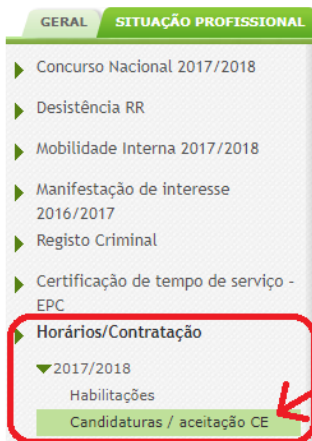 GERAL SITUAÇÃO PROFISSIONAL
Concurso Nacional 2017/2018
Desistência RR
Mobilidade Interna 2017/2018
Manifestação de interesse
2016/2017
Registo Criminal
Certificação de tempo de serviço -
EPC
Horários/Contratação
2017/2018
Habilitações
Candidaturas / aceitação CE